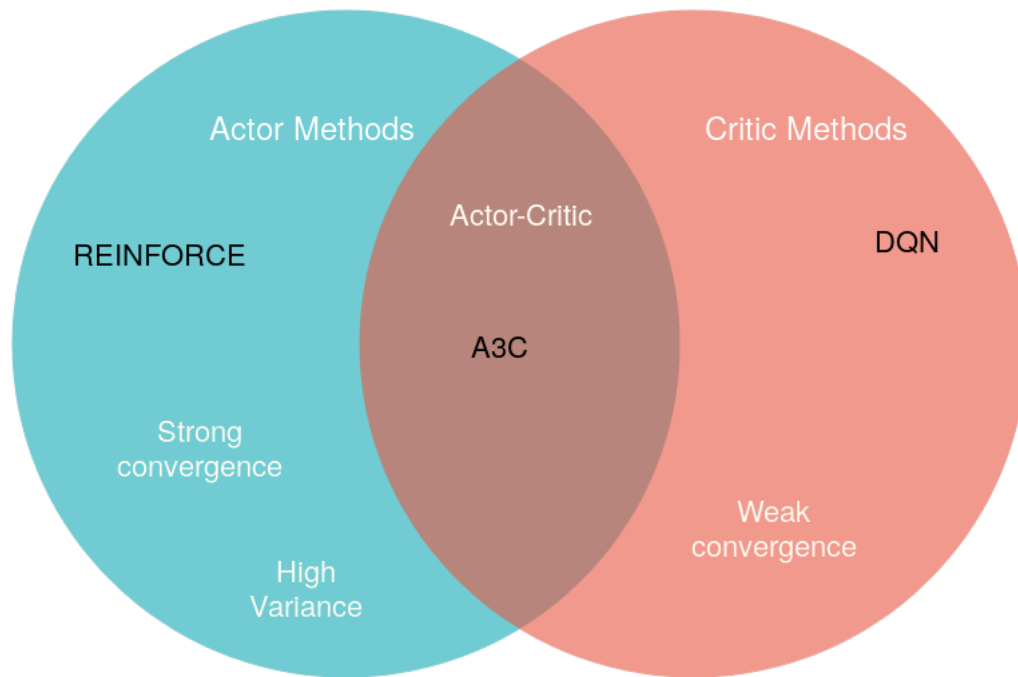 Actor Methods
Critic Methods
Actor-Critic
REINFORCE
DQN
A3C
Strong
convergence
Weak
convergence
High
Variance